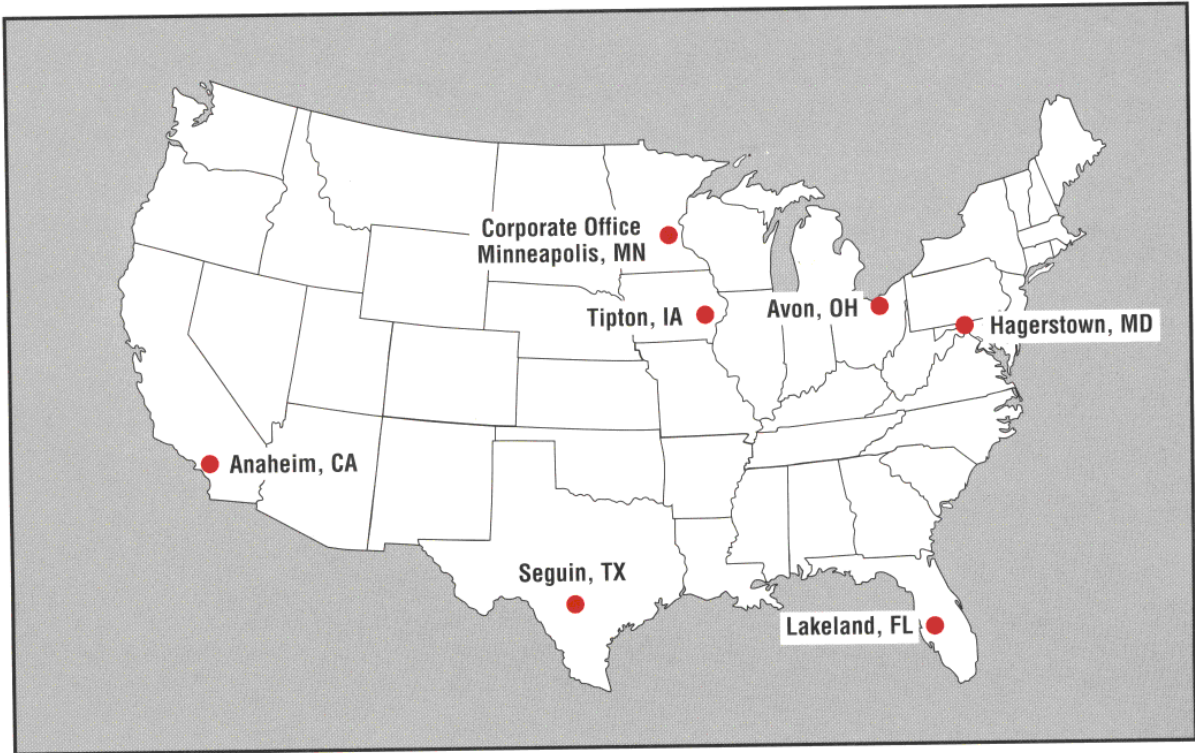 Corporate Office
Minneapolis, MN
Tipton, IA
Avon, OH
Hagerstown, MD
Anaheim, CA
Seguin, TX
Lakeland, FL